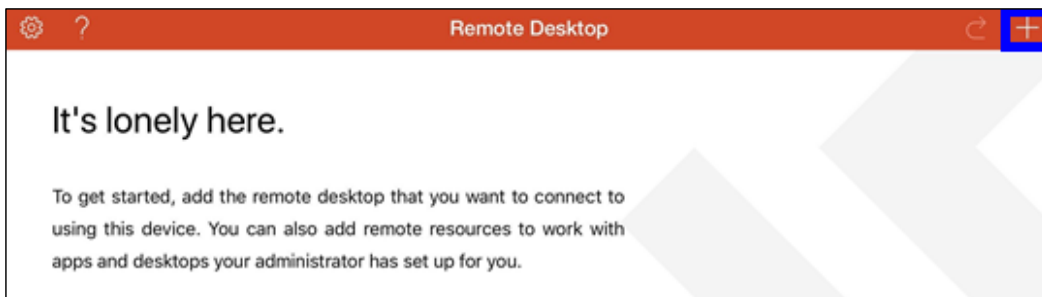 ? Remote Desktop
It's lonely here.
To get started, add the remote desktop that you want to connect to
using this device. You can also add remote resources to work with
apps and desktops your administrator has set up for you.